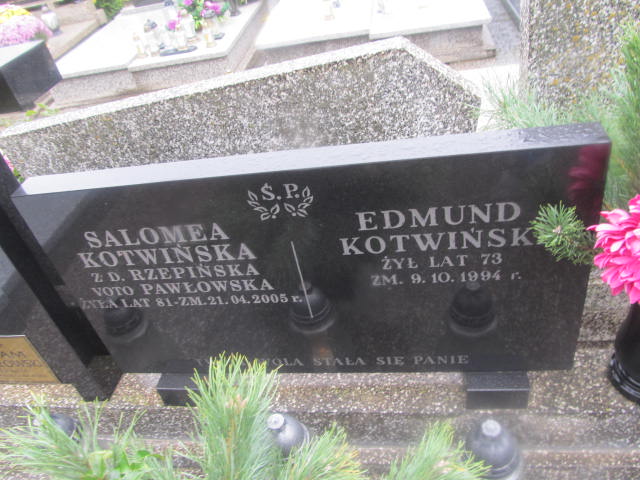 Ś.P.
SALOMEA
KOTWIŃSKA
Z D. RZEPIŃSKA
VOTO PAWŁOWSKA
ŻYŁA LAT 81-ZM. 21.04.2005 r.
EDMUND
KOTWIŃSK
ŻYŁ LAT 73
ZM. 9.10.1994 r.
WOLA STAŁA SIĘ PANIE